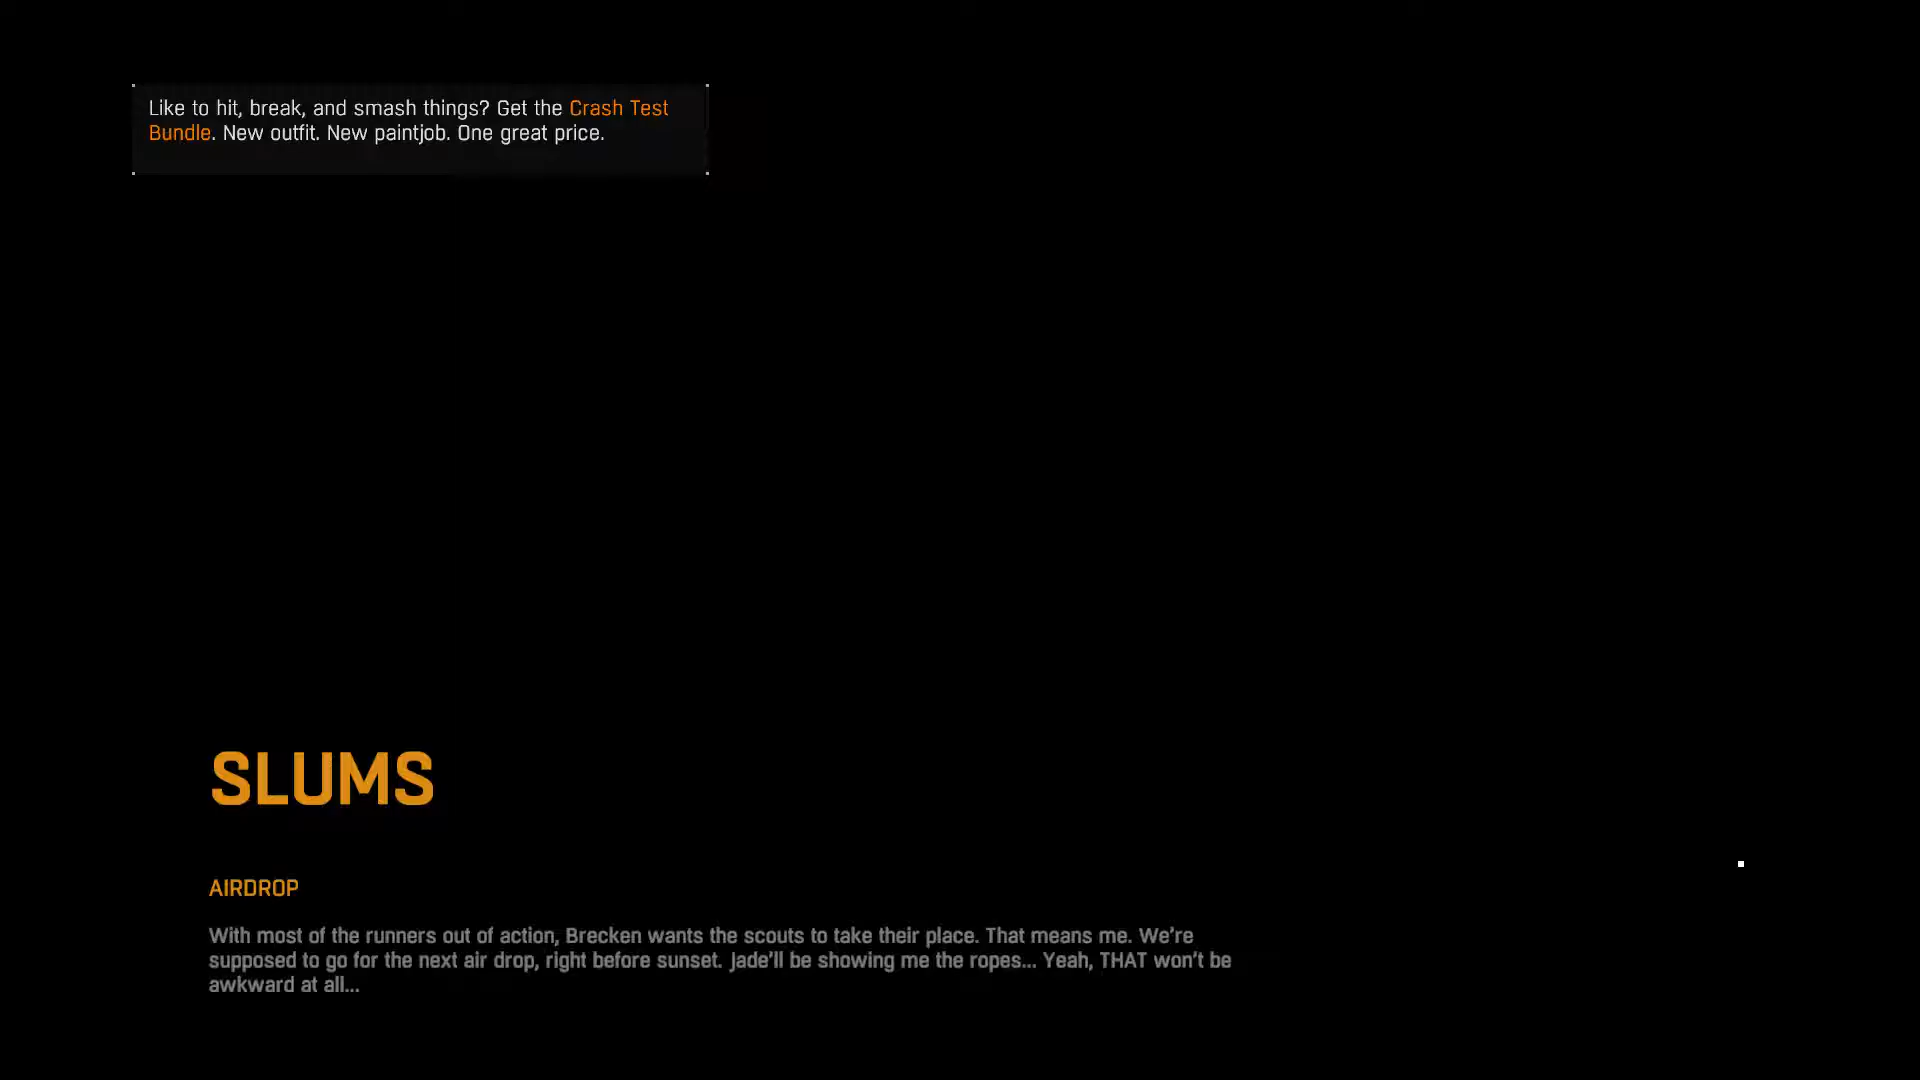 Like to hit, break, and smash things? Get the Crash Test
Bundle. New outfit. New paintjob. One great price.
SLUMS
AIRDROP
With most of the runners out of action, Brecken wants the scouts to take their place. That means me. We're
supposed to go for the next air drop, right before sunset. Jade'll be showing me the ropes... Yeah, THAT won't be
awkward at all...